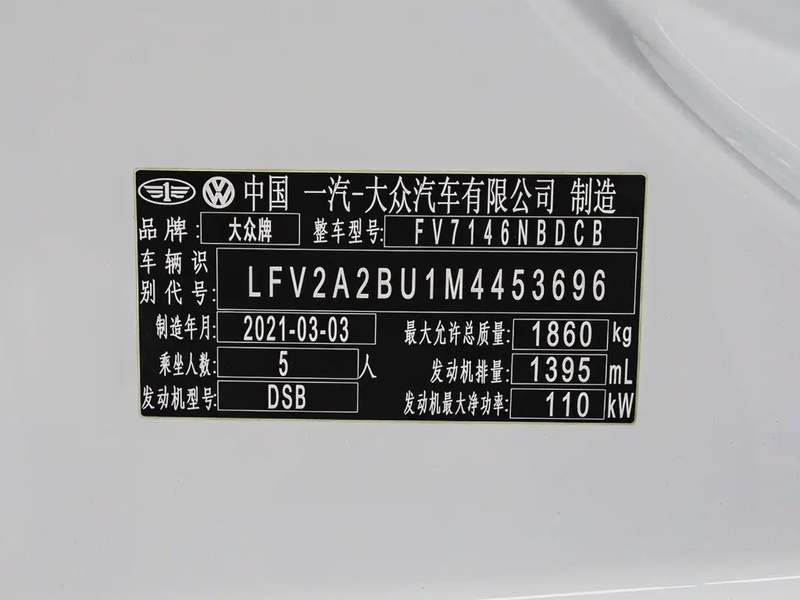 中国 一汽-大众汽车有限公司 制造
品牌: 大众牌 整车型号: FV7146NBDCB
车辆识别代号: LFV2A2BU1M4453696
制造年月: 2021-03-03 最大允许总质量: 1860 kg
乘坐人数: 5 人 发动机排量: 1395 mL
发动机型号: DSB 发动机最大净功率: 110 kW